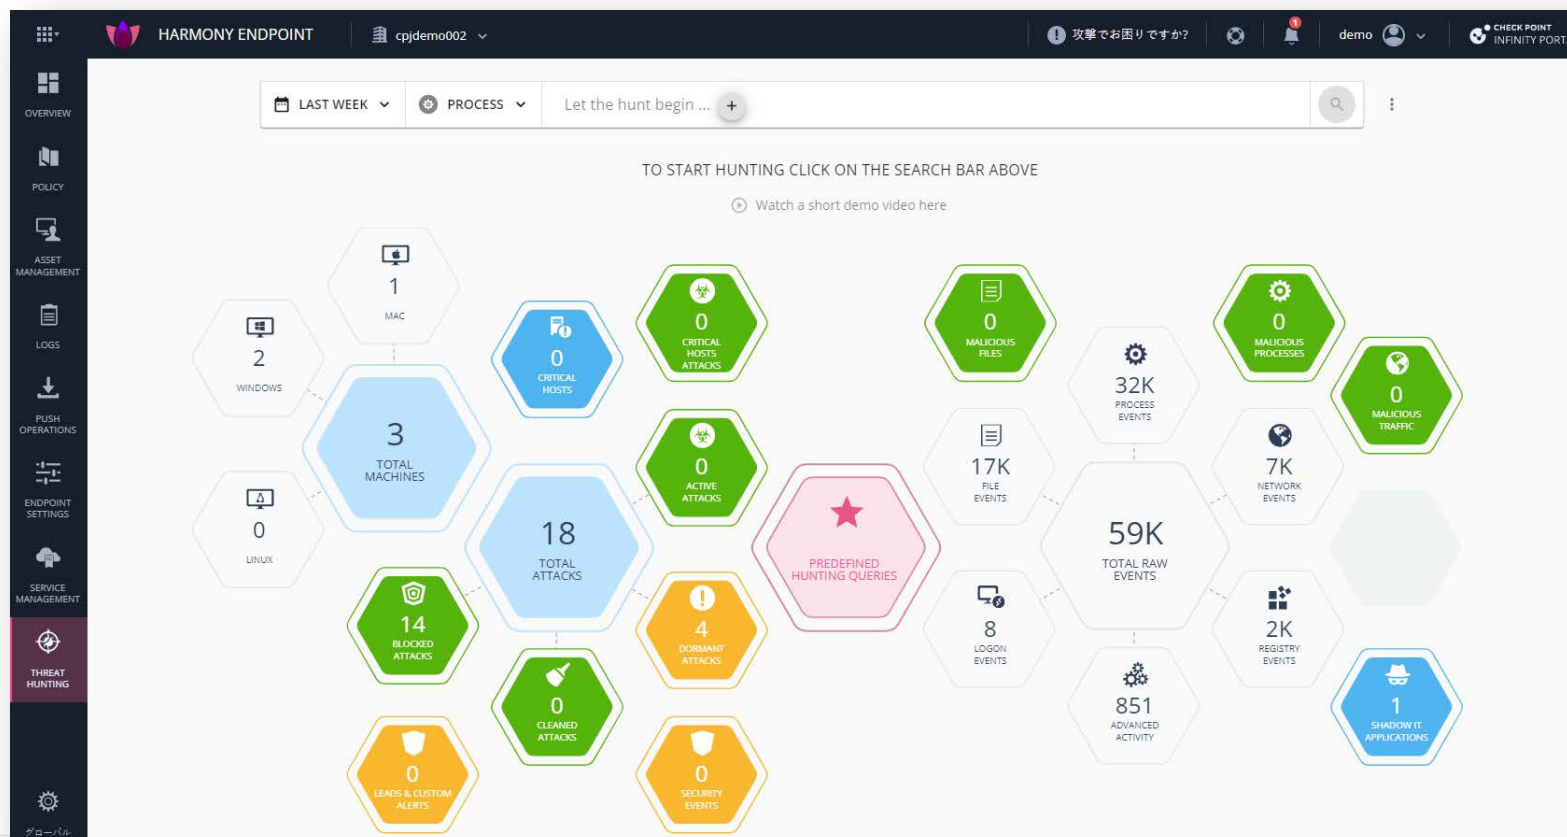 HARMONY ENDPOINT
cpjdemo002
攻撃でお困りですか?
1
demo
CHECK POINT
INFINITY PORT
OVERVIEW
POLICY
ASSET
MANAGEMENT
LOGS
PUSH
OPERATIONS
ENDPOINT
SETTINGS
SERVICE
MANAGEMENT
THREAT
HUNTING
グローバル
LAST WEEK
PROCESS
Let the hunt begin ... +
TO START HUNTING CLICK ON THE SEARCH BAR ABOVE
Watch a short demo video here
1
MAC
2
WINDOWS
3
TOTAL
MACHINES
0
LINUX
0
CRITICAL
HOSTS
0
CRITICAL
HOSTS
ATTACKS
0
ACTIVE
ATTACKS
18
TOTAL
ATTACKS
14
BLOCKED
ATTACKS
4
DORMANT
ATTACKS
0
CLEANED
ATTACKS
0
LEADS & CUSTOM
ALERTS
0
SECURITY
EVENTS
PREDEFINED
HUNTING QUERIES
0
MALICIOUS
FILES
0
MALICIOUS
PROCESSES
0
MALICIOUS
TRAFFIC
32K
PROCESS
EVENTS
17K
FILE
EVENTS
7K
NETWORK
EVENTS
59K
TOTAL RAW
EVENTS
8
LOGON
EVENTS
2K
REGISTRY
EVENTS
851
ADVANCED
ACTIVITY
1
SHADOW IT
APPLICATIONS